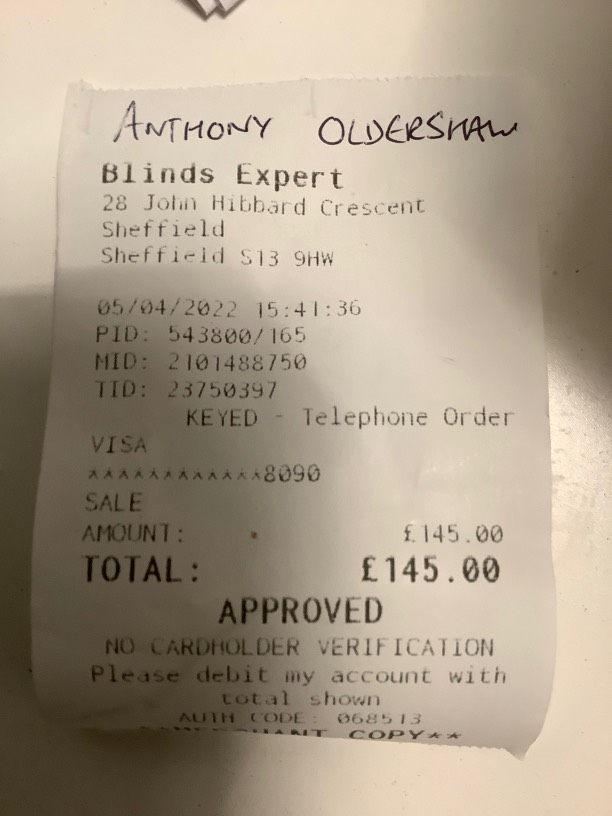 ANTHONY OLDERSHAW
Blinds Expert
28 John Hibbard Crescent
Sheffield
Sheffield S13 9HW
05/04/2022 15:41:36
PID: 543800/165
MID: 2101488750
TID: 23750397
KEYED - Telephone Order
VISA
************8090
SALE
AMOUNT: £145.00
TOTAL: £145.00
APPROVED
NO CARDHOLDER VERIFICATION
Please debit my account with
total shown
AUTH CODE: 068513
**MERCHANT COPY**